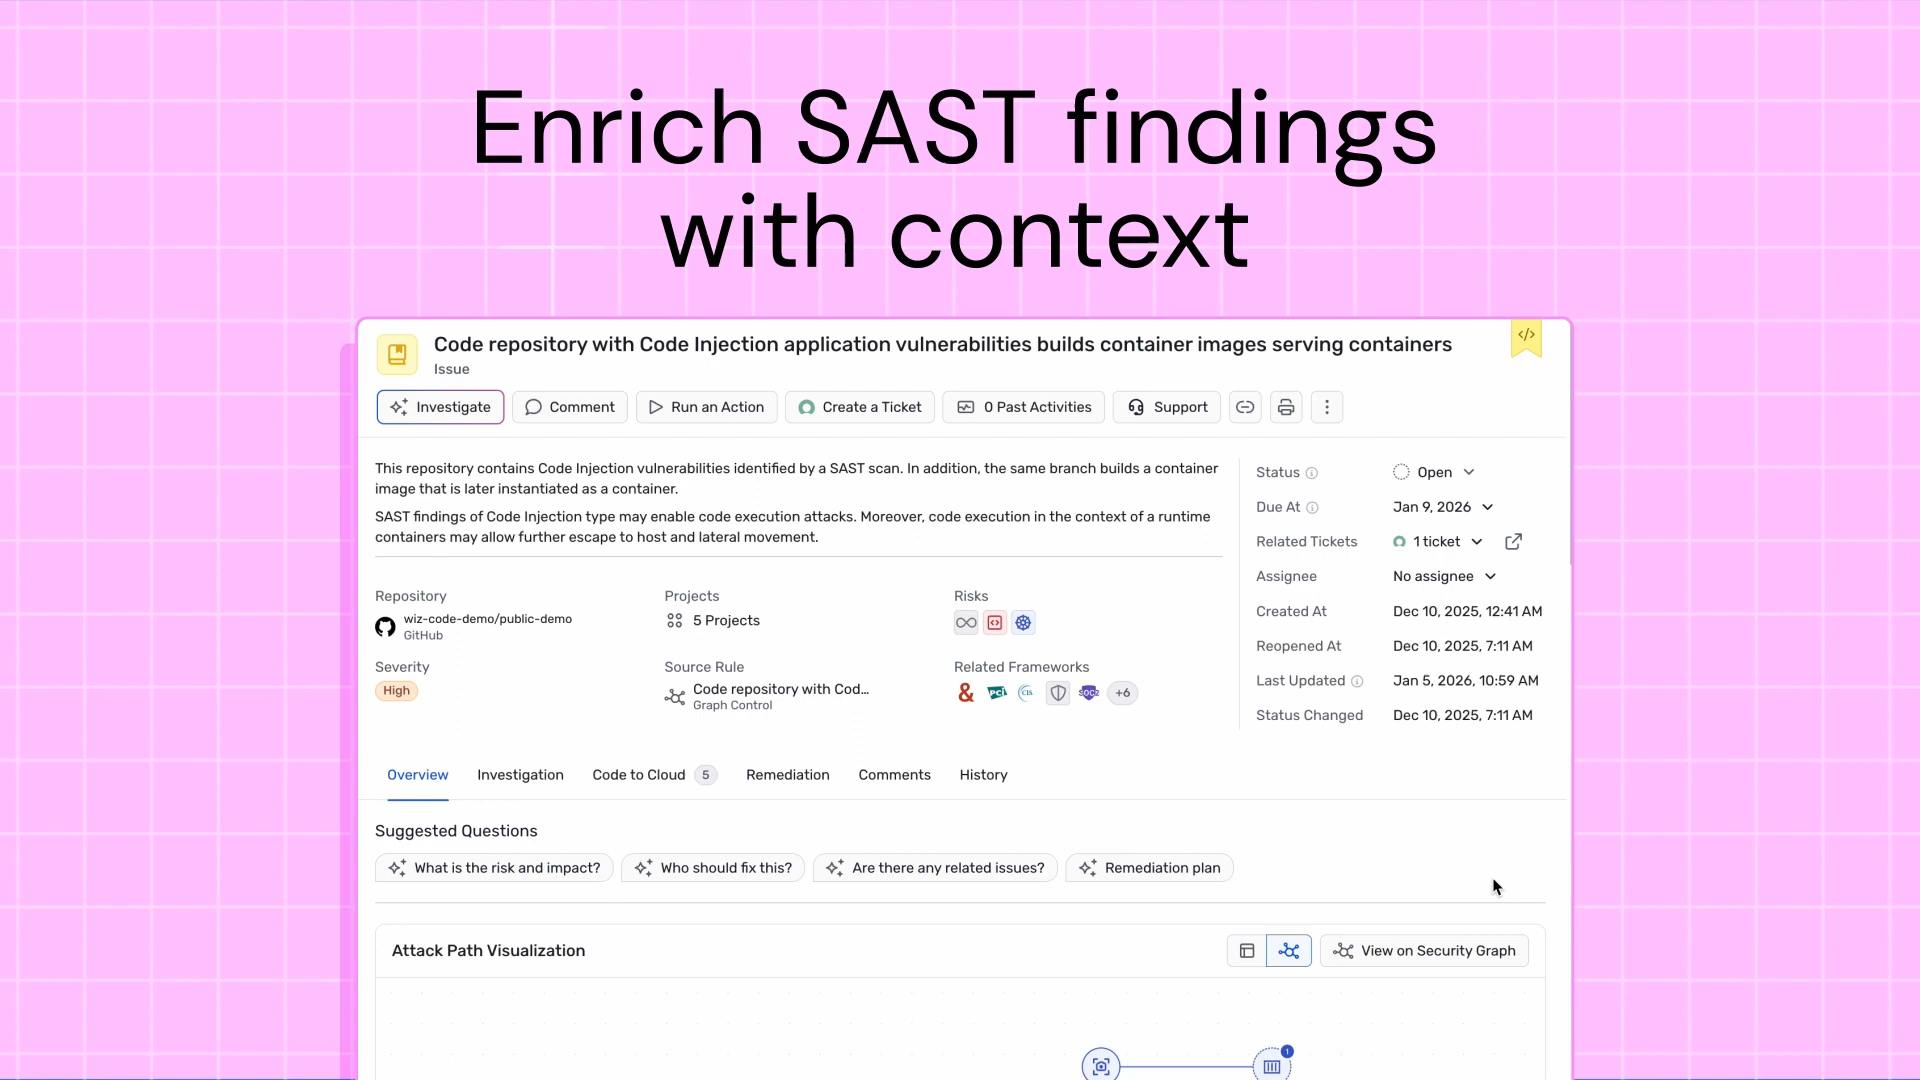 Enrich SAST findings
with context
Code repository with Code Injection application vulnerabilities builds container images serving containers
Issue
Investigate
Comment
Run an Action
Create a Ticket
0 Past Activities
Support
This repository contains Code Injection vulnerabilities identified by a SAST scan. In addition, the same branch builds a container
image that is later instantiated as a container.
SAST findings of Code Injection type may enable code execution attacks. Moreover, code execution in the context of a runtime
containers may allow further escape to host and lateral movement.
Repository
wiz-code-demo/public-demo
GitHub
Projects
5 Projects
Risks
Severity
High
Source Rule
Code repository with Cod...
Graph Control
Related Frameworks
&
PCI
CIS
SOC2
+6
Status
Open
Due At
Jan 9, 2026
Related Tickets
1 ticket
Assignee
No assignee
Created At
Dec 10, 2025, 12:41 AM
Reopened At
Dec 10, 2025, 7:11 AM
Last Updated
Jan 5, 2026, 10:59 AM
Status Changed
Dec 10, 2025, 7:11 AM
Overview
Investigation
Code to Cloud 5
Remediation
Comments
History
Suggested Questions
What is the risk and impact?
Who should fix this?
Are there any related issues?
Remediation plan
Attack Path Visualization
View on Security Graph
1